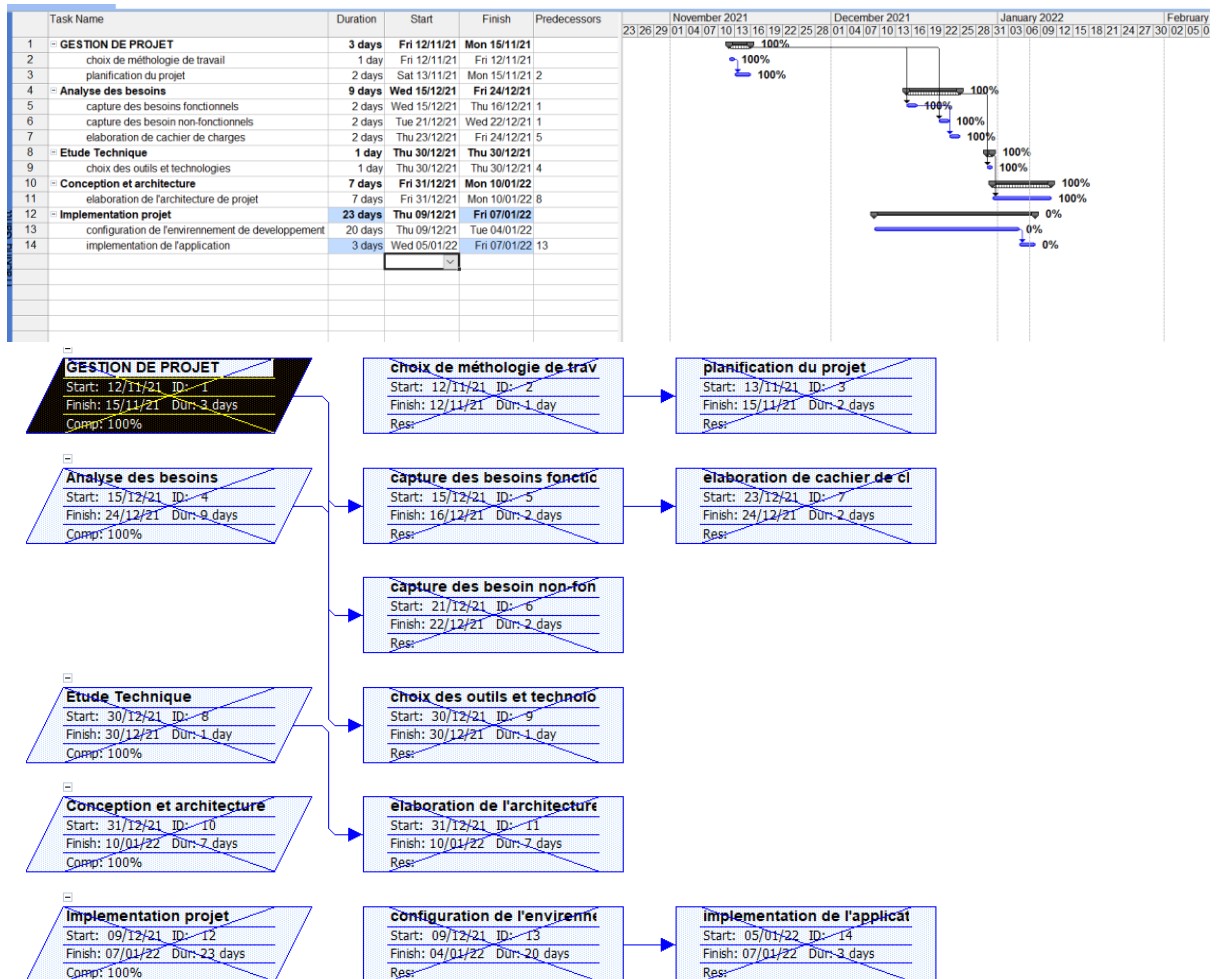 Task Name Duration Start Finish Predecessors
November 2021 December 2021 January 2022 February
23 26 29 01 04 07 10 13 16 19 22 25 28 01 04 07 10 13 16 19 22 25 28 31 03 06 09 12 15 18 21 24 27 30 02 05 0
1 GESTION DE PROJET 3 days Fri 12/11/21 Mon 15/11/21 100%
2 choix de méthologie de travail 1 day Fri 12/11/21 Fri 12/11/21 100%
3 planification du projet 2 days Sat 13/11/21 Mon 15/11/21 2 100%
4 Analyse des besoins 9 days Wed 15/12/21 Fri 24/12/21 100%
5 capture des besoins fonctionnels 2 days Wed 15/12/21 Thu 16/12/21 1 100%
6 capture des besoin non-fonctionnels 2 days Tue 21/12/21 Wed 22/12/21 1 100%
7 elaboration de cachier de charges 2 days Thu 23/12/21 Fri 24/12/21 5 100%
8 Etude Technique 1 day Thu 30/12/21 Thu 30/12/21 100%
9 choix des outils et technologies 1 day Thu 30/12/21 Thu 30/12/21 4 100%
10 Conception et architecture 7 days Fri 31/12/21 Mon 10/01/22 100%
11 elaboration de l'architecture de projet 7 days Fri 31/12/21 Mon 10/01/22 8 100%
12 Implementation projet 23 days Thu 09/12/21 Fri 07/01/22 0%
13 configuration de l'envirennement de developpement 20 days Thu 09/12/21 Tue 04/01/22 0%
14 implementation de l'application 3 days Wed 05/01/22 Fri 07/01/22 13 0%
GESTION DE PROJET
Start: 12/11/21 ID: 1
Finish: 15/11/21 Dur: 3 days
Comp: 100%
choix de méthologie de trav
Start: 12/11/21 ID: 2
Finish: 12/11/21 Dur: 1 day
Res:
planification du projet
Start: 13/11/21 ID: 3
Finish: 15/11/21 Dur: 2 days
Res:
Analyse des besoins
Start: 15/12/21 ID: 4
Finish: 24/12/21 Dur: 9 days
Comp: 100%
capture des besoins fonctic
Start: 15/12/21 ID: 5
Finish: 16/12/21 Dur: 2 days
Res:
elaboration de cachier de cl
Start: 23/12/21 ID: 7
Finish: 24/12/21 Dur: 2 days
Res:
capture des besoin non-fon
Start: 21/12/21 ID: 6
Finish: 22/12/21 Dur: 2 days
Res:
Etude Technique
Start: 30/12/21 ID: 8
Finish: 30/12/21 Dur: 1 day
Comp: 100%
choix des outils et technolo
Start: 30/12/21 ID: 9
Finish: 30/12/21 Dur: 1 day
Res:
Conception et architecture
Start: 31/12/21 ID: 10
Finish: 10/01/22 Dur: 7 days
Comp: 100%
elaboration de l'architecture
Start: 31/12/21 ID: 11
Finish: 10/01/22 Dur: 7 days
Res:
Implementation projet
Start: 09/12/21 ID: 12
Finish: 07/01/22 Dur: 23 days
Comp: 100%
configuration de l'envirenne
Start: 09/12/21 ID: 13
Finish: 04/01/22 Dur: 20 days
Res:
implementation de l'applicat
Start: 05/01/22 ID: 14
Finish: 07/01/22 Dur: 3 days
Res: